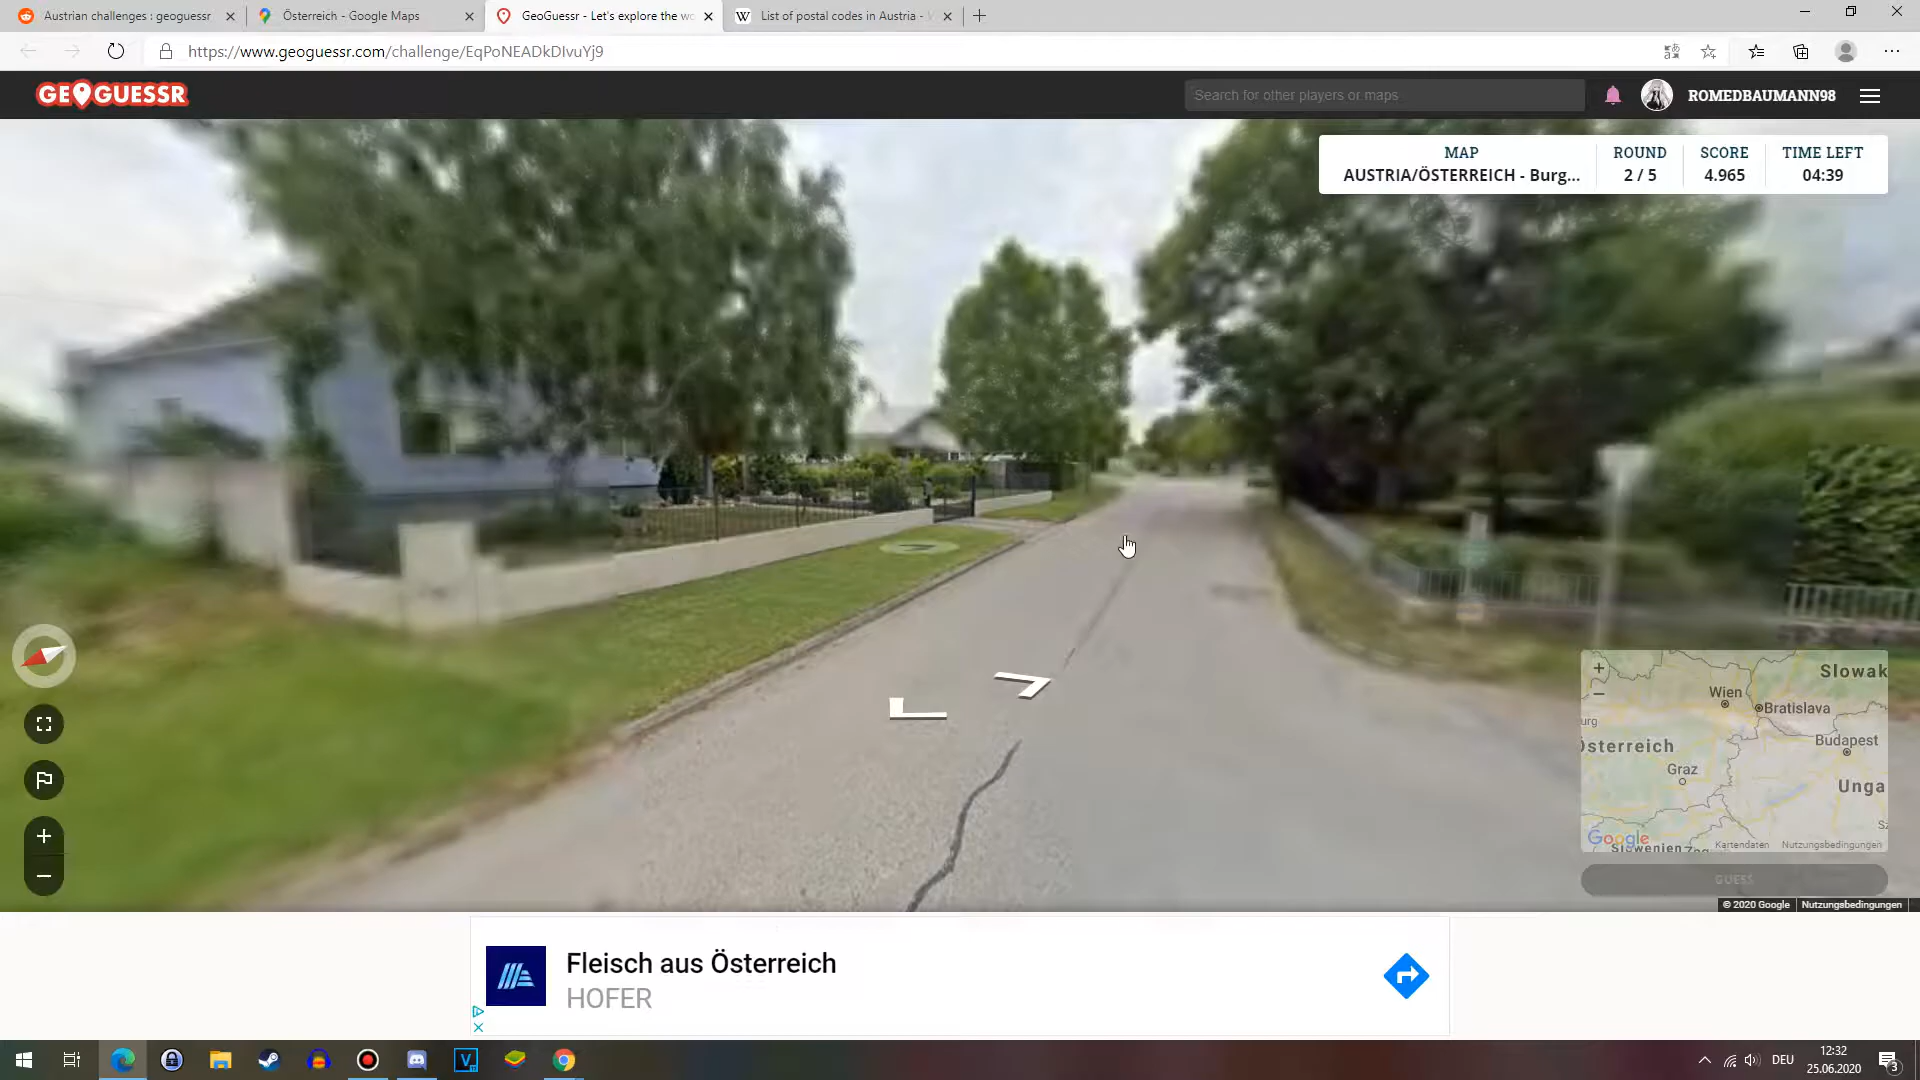 Austrian challenges : geoguessr
Österreich - Google Maps
GeoGuessr - Let's explore the wo
List of postal codes in Austria -
https://www.geoguessr.com/challenge/EqPoNEADkDIvuYj9
GEOGUESSR
Search for other players or maps
ROMEDBAUMANN98
MAP
AUSTRIA/ÖSTERREICH - Burg...
ROUND
2 / 5
SCORE
4.965
TIME LEFT
04:39
Slowak
Wien
Bratislava
urg
Österreich
Budapest
Graz
Unga
Google
Slowenien
Kartendaten
Nutzungsbedingungen
GUESS
© 2020 Google
Nutzungsbedingungen
Fleisch aus Österreich
HOFER
DEU
12:32
25.06.2020
3